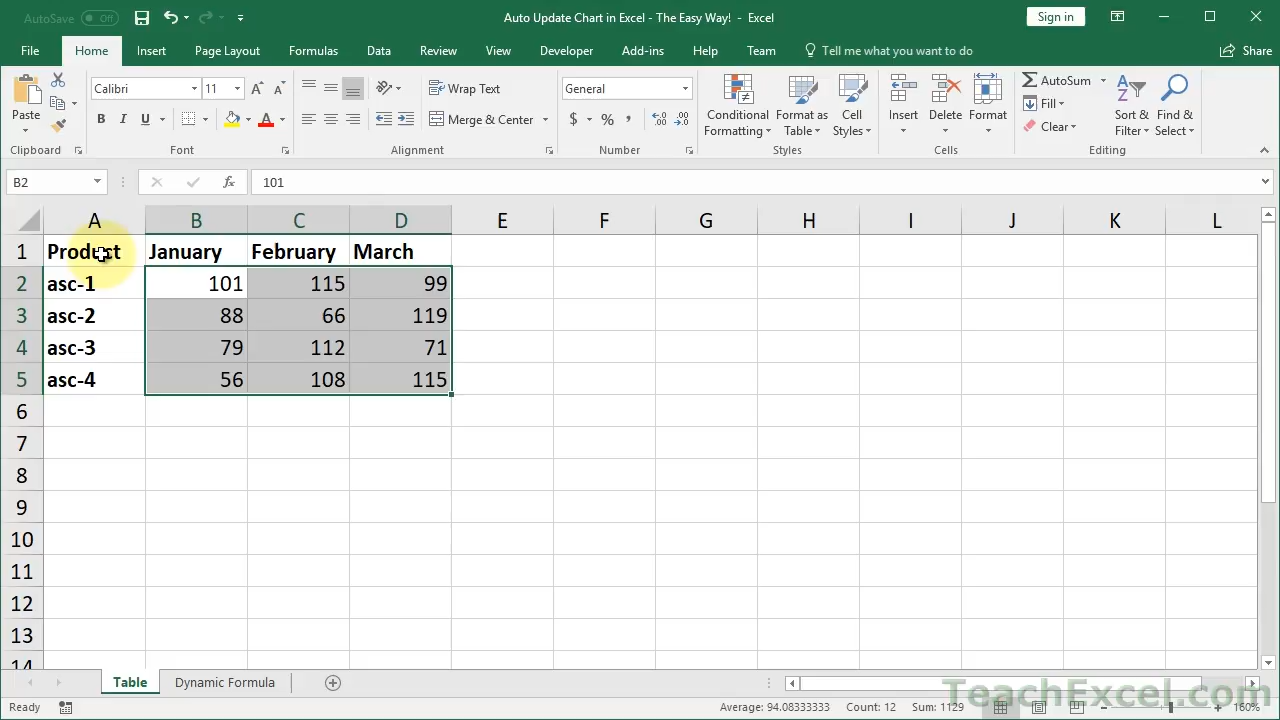 AutoSave Off Auto Update Chart in Excel - The Easy Way! - Excel Sign in
File Home Insert Page Layout Formulas Data Review View Developer Add-ins Help Team Tell me what you want to do Share
Paste
Clipboard
Calibri 11
B I U
Font
Wrap Text
Merge & Center
Alignment
General
$ % ,
Number
Conditional Formatting
Format as Table
Cell Styles
Styles
Insert Delete Format
Cells
AutoSum
Fill
Clear
Sort & Filter
Find & Select
Editing
B2 fx 101
A B C D E F G H I J K L
1 Product January February March
2 asc-1 101 115 99
3 asc-2 88 66 119
4 asc-3 79 112 71
5 asc-4 56 108 115
6
7
8
9
10
11
12
13
14
Table Dynamic Formula
TeachExcel.com
Ready Average: 94.08333333 Count: 12 Sum: 1129 160%